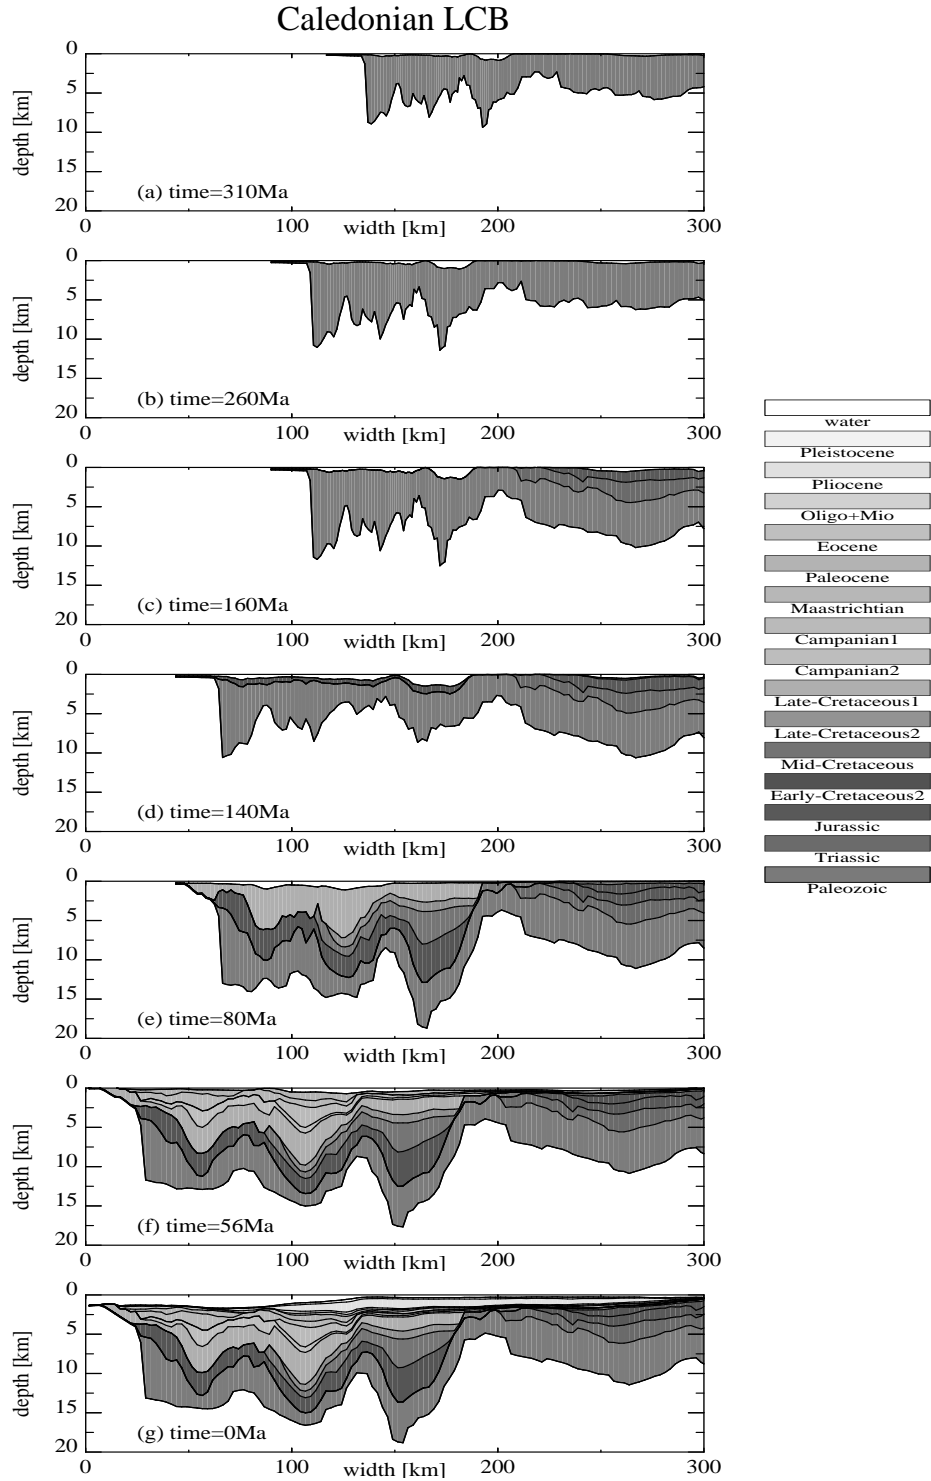 Caledonian LCB
0
5
10
15
20
depth [km]
(a) time=310Ma
0 100 200 300
width [km]
0
5
10
15
20
depth [km]
(b) time=260Ma
0 100 200 300
width [km]
0
5
10
15
20
depth [km]
(c) time=160Ma
0 100 200 300
width [km]
0
5
10
15
20
depth [km]
(d) time=140Ma
0 100 200 300
width [km]
0
5
10
15
20
depth [km]
(e) time=80Ma
0 100 200 300
width [km]
0
5
10
15
20
depth [km]
(f) time=56Ma
0 100 200 300
width [km]
0
5
10
15
20
depth [km]
(g) time=0Ma
0 100 200 300
width [km]
water
Pleistocene
Pliocene
Oligo+Mio
Eocene
Paleocene
Maastrichtian
Campanian1
Campanian2
Late-Cretaceous1
Late-Cretaceous2
Mid-Cretaceous
Early-Cretaceous2
Jurassic
Triassic
Paleozoic